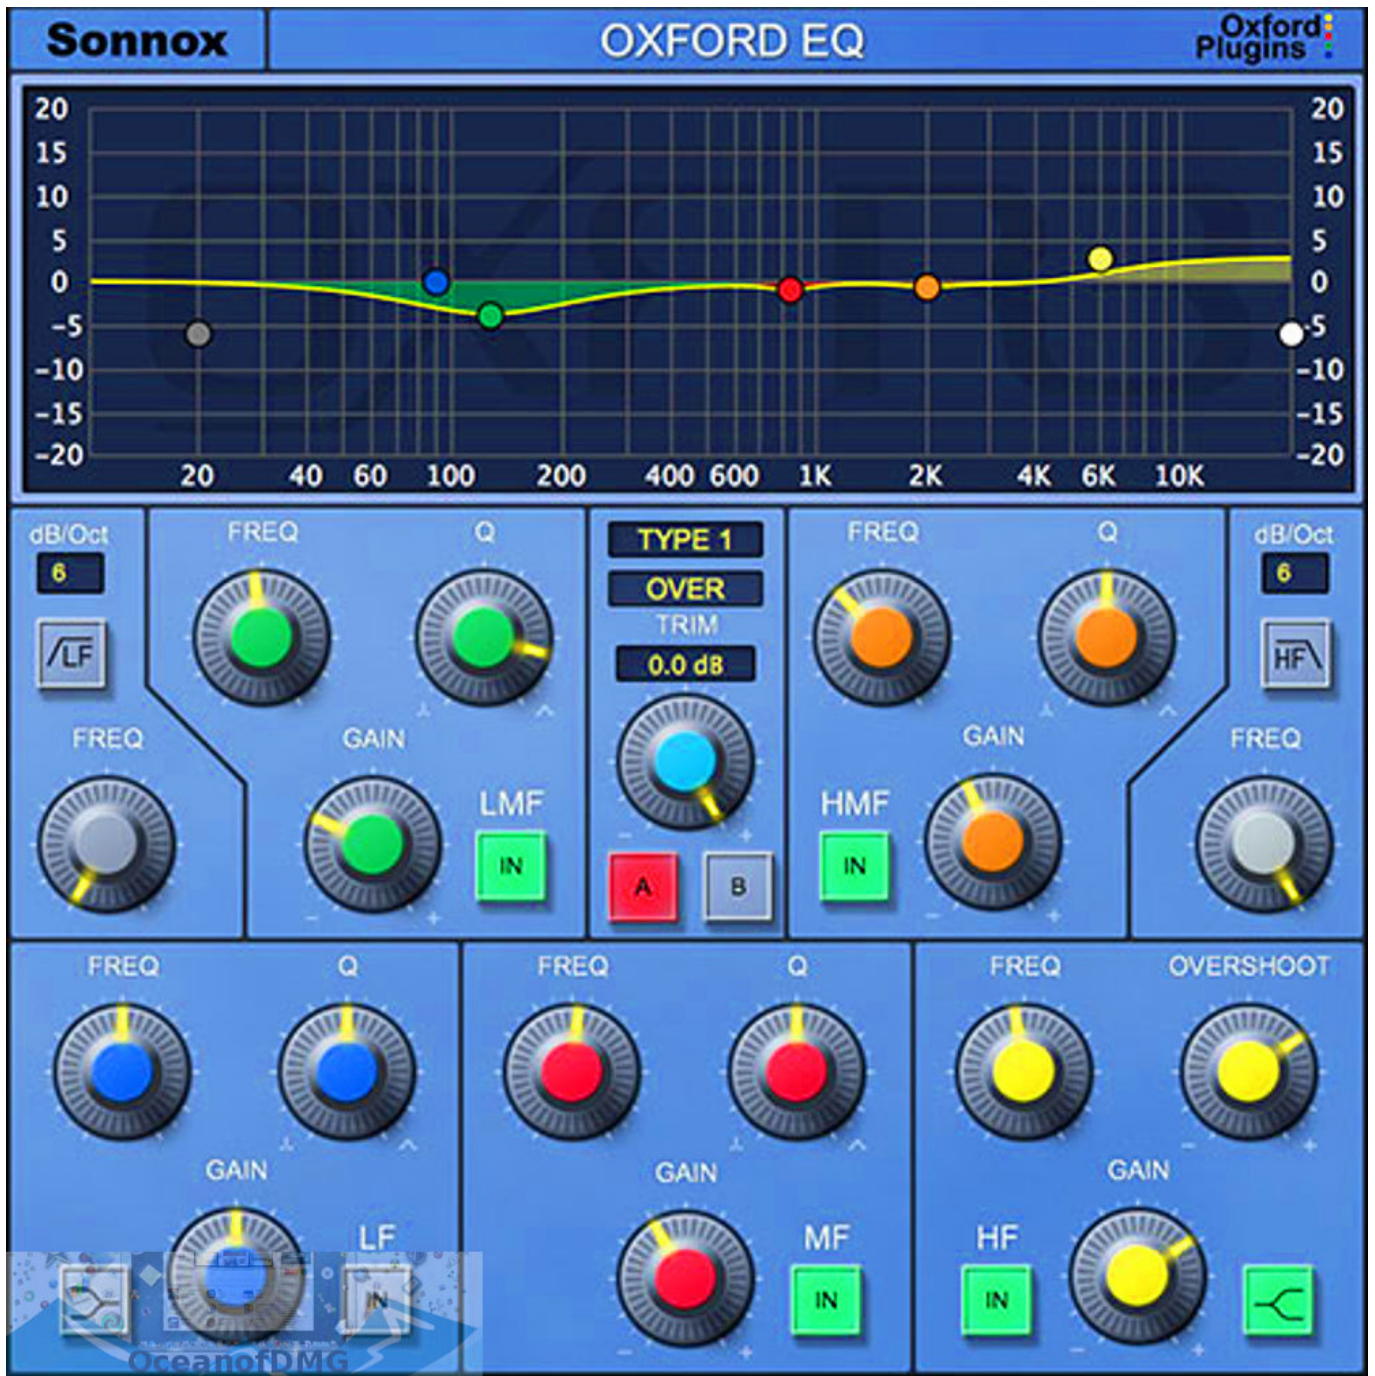 Sonnox
OXFORD EQ
Oxford
Plugins
20 20
15 15
10 10
5 5
0 0
-5 -5
-10 -10
-15 -15
-20 -20
20 40 60 100 200 400 600 1K 2K 4K 6K 10K
dB/Oct FREQ Q TYPE 1 FREQ Q dB/Oct
6 OVER 6
TRIM
LF 0.0 dB HF
FREQ GAIN GAIN FREQ
LMF HMF
IN A B IN
- + - + - +
FREQ Q FREQ Q FREQ OVERSHOOT
- +
GAIN GAIN GAIN
LF MF HF
IN IN IN
- + - +
OceanofDMG